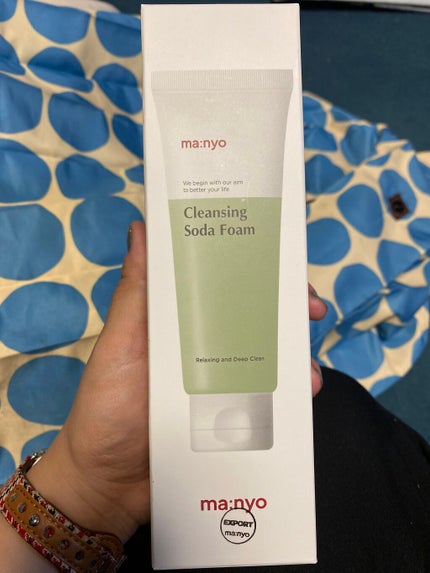 ma:nyo
We begin with our aim
to better your life
Cleansing
Soda Foam
Relaxing and Deep Clean
ma:nyo
EXPORT
ma:nyo